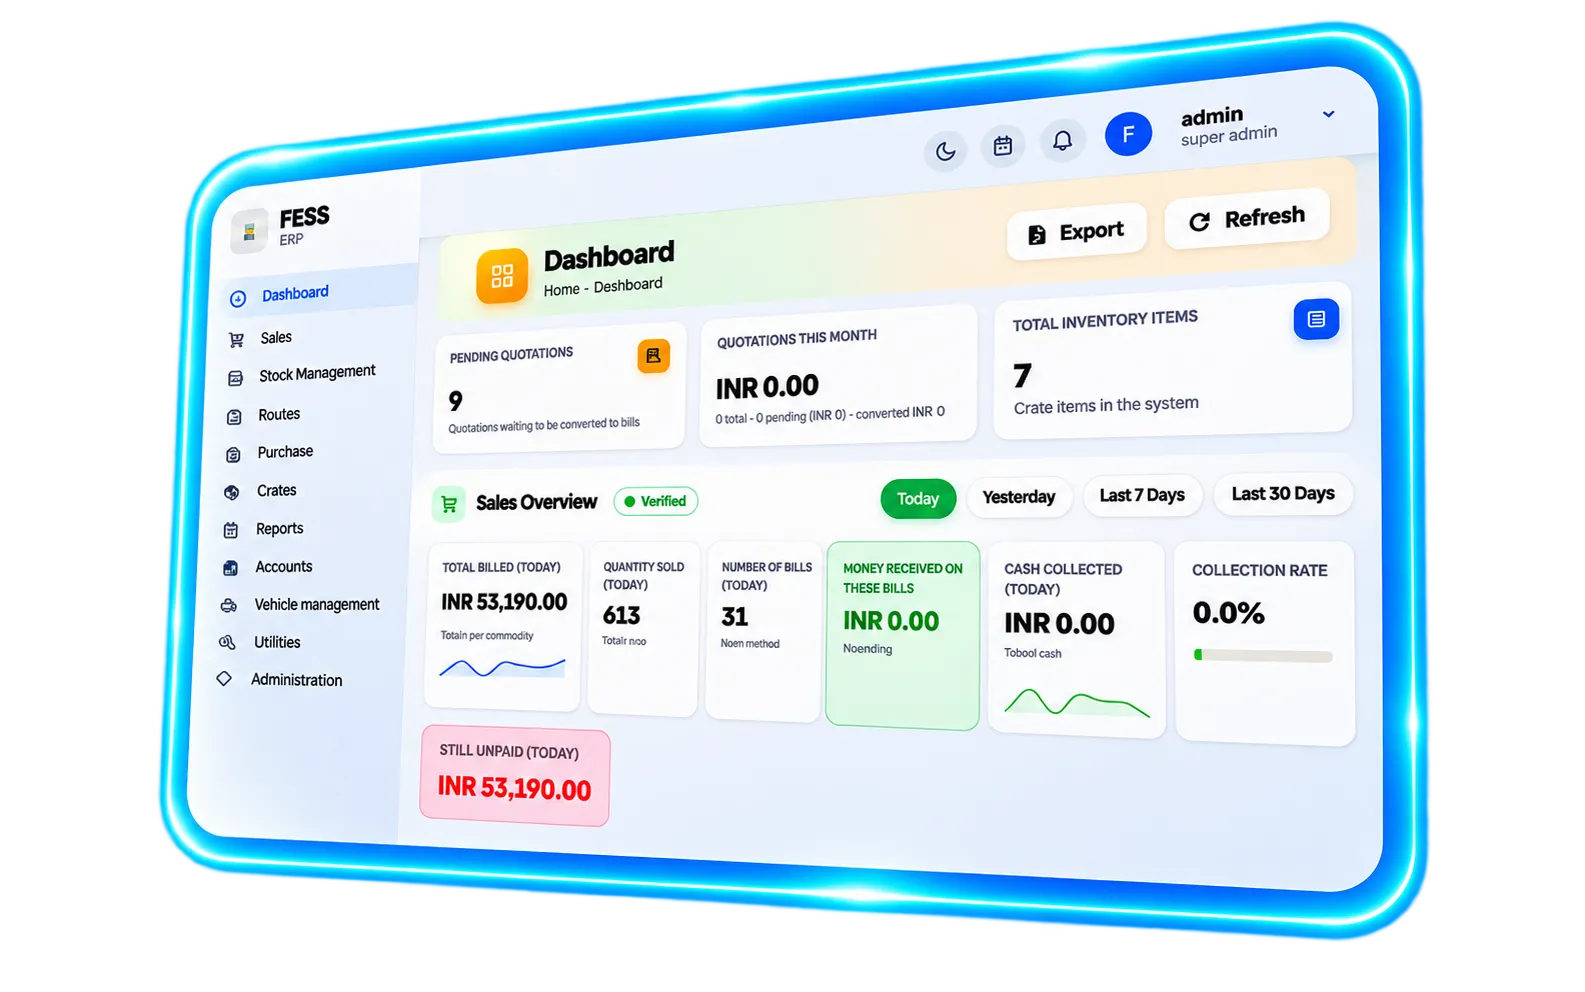 FESS
ERP
Dashboard
Sales
Stock Management
Routes
Purchase
Crates
Reports
Accounts
Vehicle management
Utilities
Administration
F
admin
super admin
Dashboard
Home - Deshboard
Export
Refresh
PENDING QUOTATIONS
9
Quotations waiting to be converted to bills
QUOTATIONS THIS MONTH
INR 0.00
0 total - 0 pending (INR 0) - converted INR 0
TOTAL INVENTORY ITEMS
7
Crate items in the system
Sales Overview
Verified
Today
Yesterday
Last 7 Days
Last 30 Days
TOTAL BILLED (TODAY)
INR 53,190.00
Totain per commodity
QUANTITY SOLD
(TODAY)
613
NUMBER OF BILLS
(TODAY)
31
Noem method
MONEY RECEIVED ON
THESE BILLS
INR 0.00
Noending
CASH COLLECTED
(TODAY)
INR 0.00
Tobool cash
COLLECTION RATE
0.0%
STILL UNPAID (TODAY)
INR 53,190.00